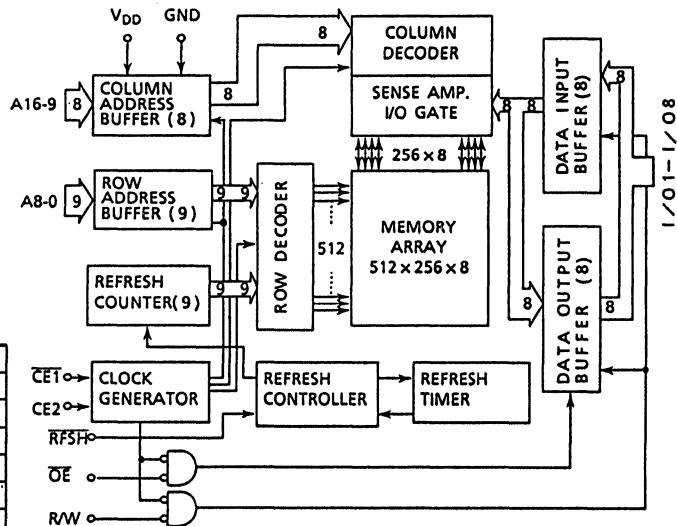 VDD GND
A16-9
8
COLUMN
ADDRESS
BUFFER (8)
8
8
COLUMN
DECODER
SENSE AMP.
I/O GATE
256×8
8
8
DATA INPUT
BUFFER (8)
8
I/O1-I/O8
A8-0
9
ROW
ADDRESS
BUFFER (9)
9
9
ROW DECODER
512
MEMORY
ARRAY
512×256×8
REFRESH
COUNTER(9)
9
9
8
DATA OUTPUT
BUFFER (8)
8
CE1
CE2
CLOCK
GENERATOR
REFRESH
CONTROLLER
REFRESH
TIMER
RFSH
OE
R/W